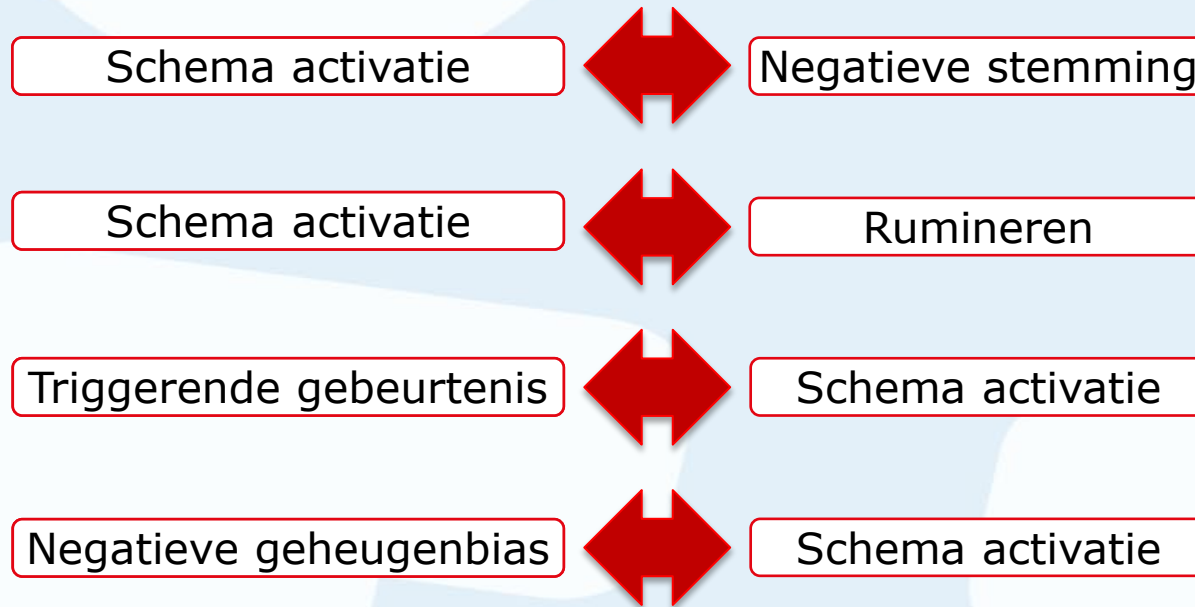 Schema activatie
Negatieve stemming
Schema activatie
Rumineren
Triggerende gebeurtenis
Schema activatie
Negatieve geheugenbias
Schema activatie